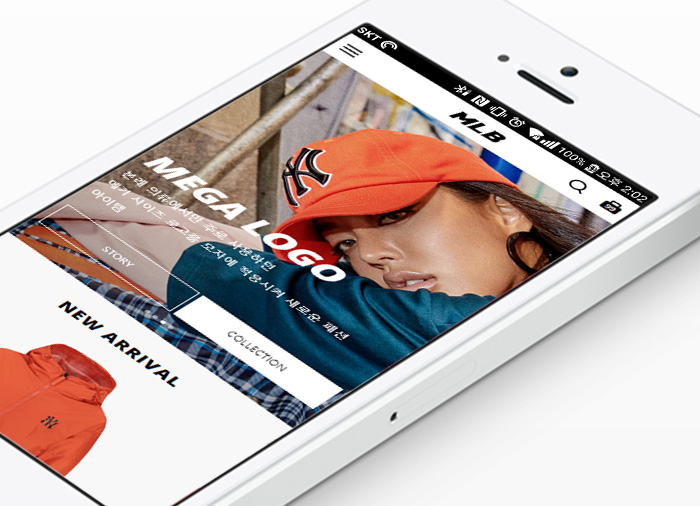 SKT
100% 오후 2:02
MLB
MEGA LOGO
본래 의류에서만 주로 사용하던
메가 사이즈 로고를 모자에 적용시켜 새로운 패션
아이템
STORY
COLLECTION
NEW ARRIVAL
NY
NY